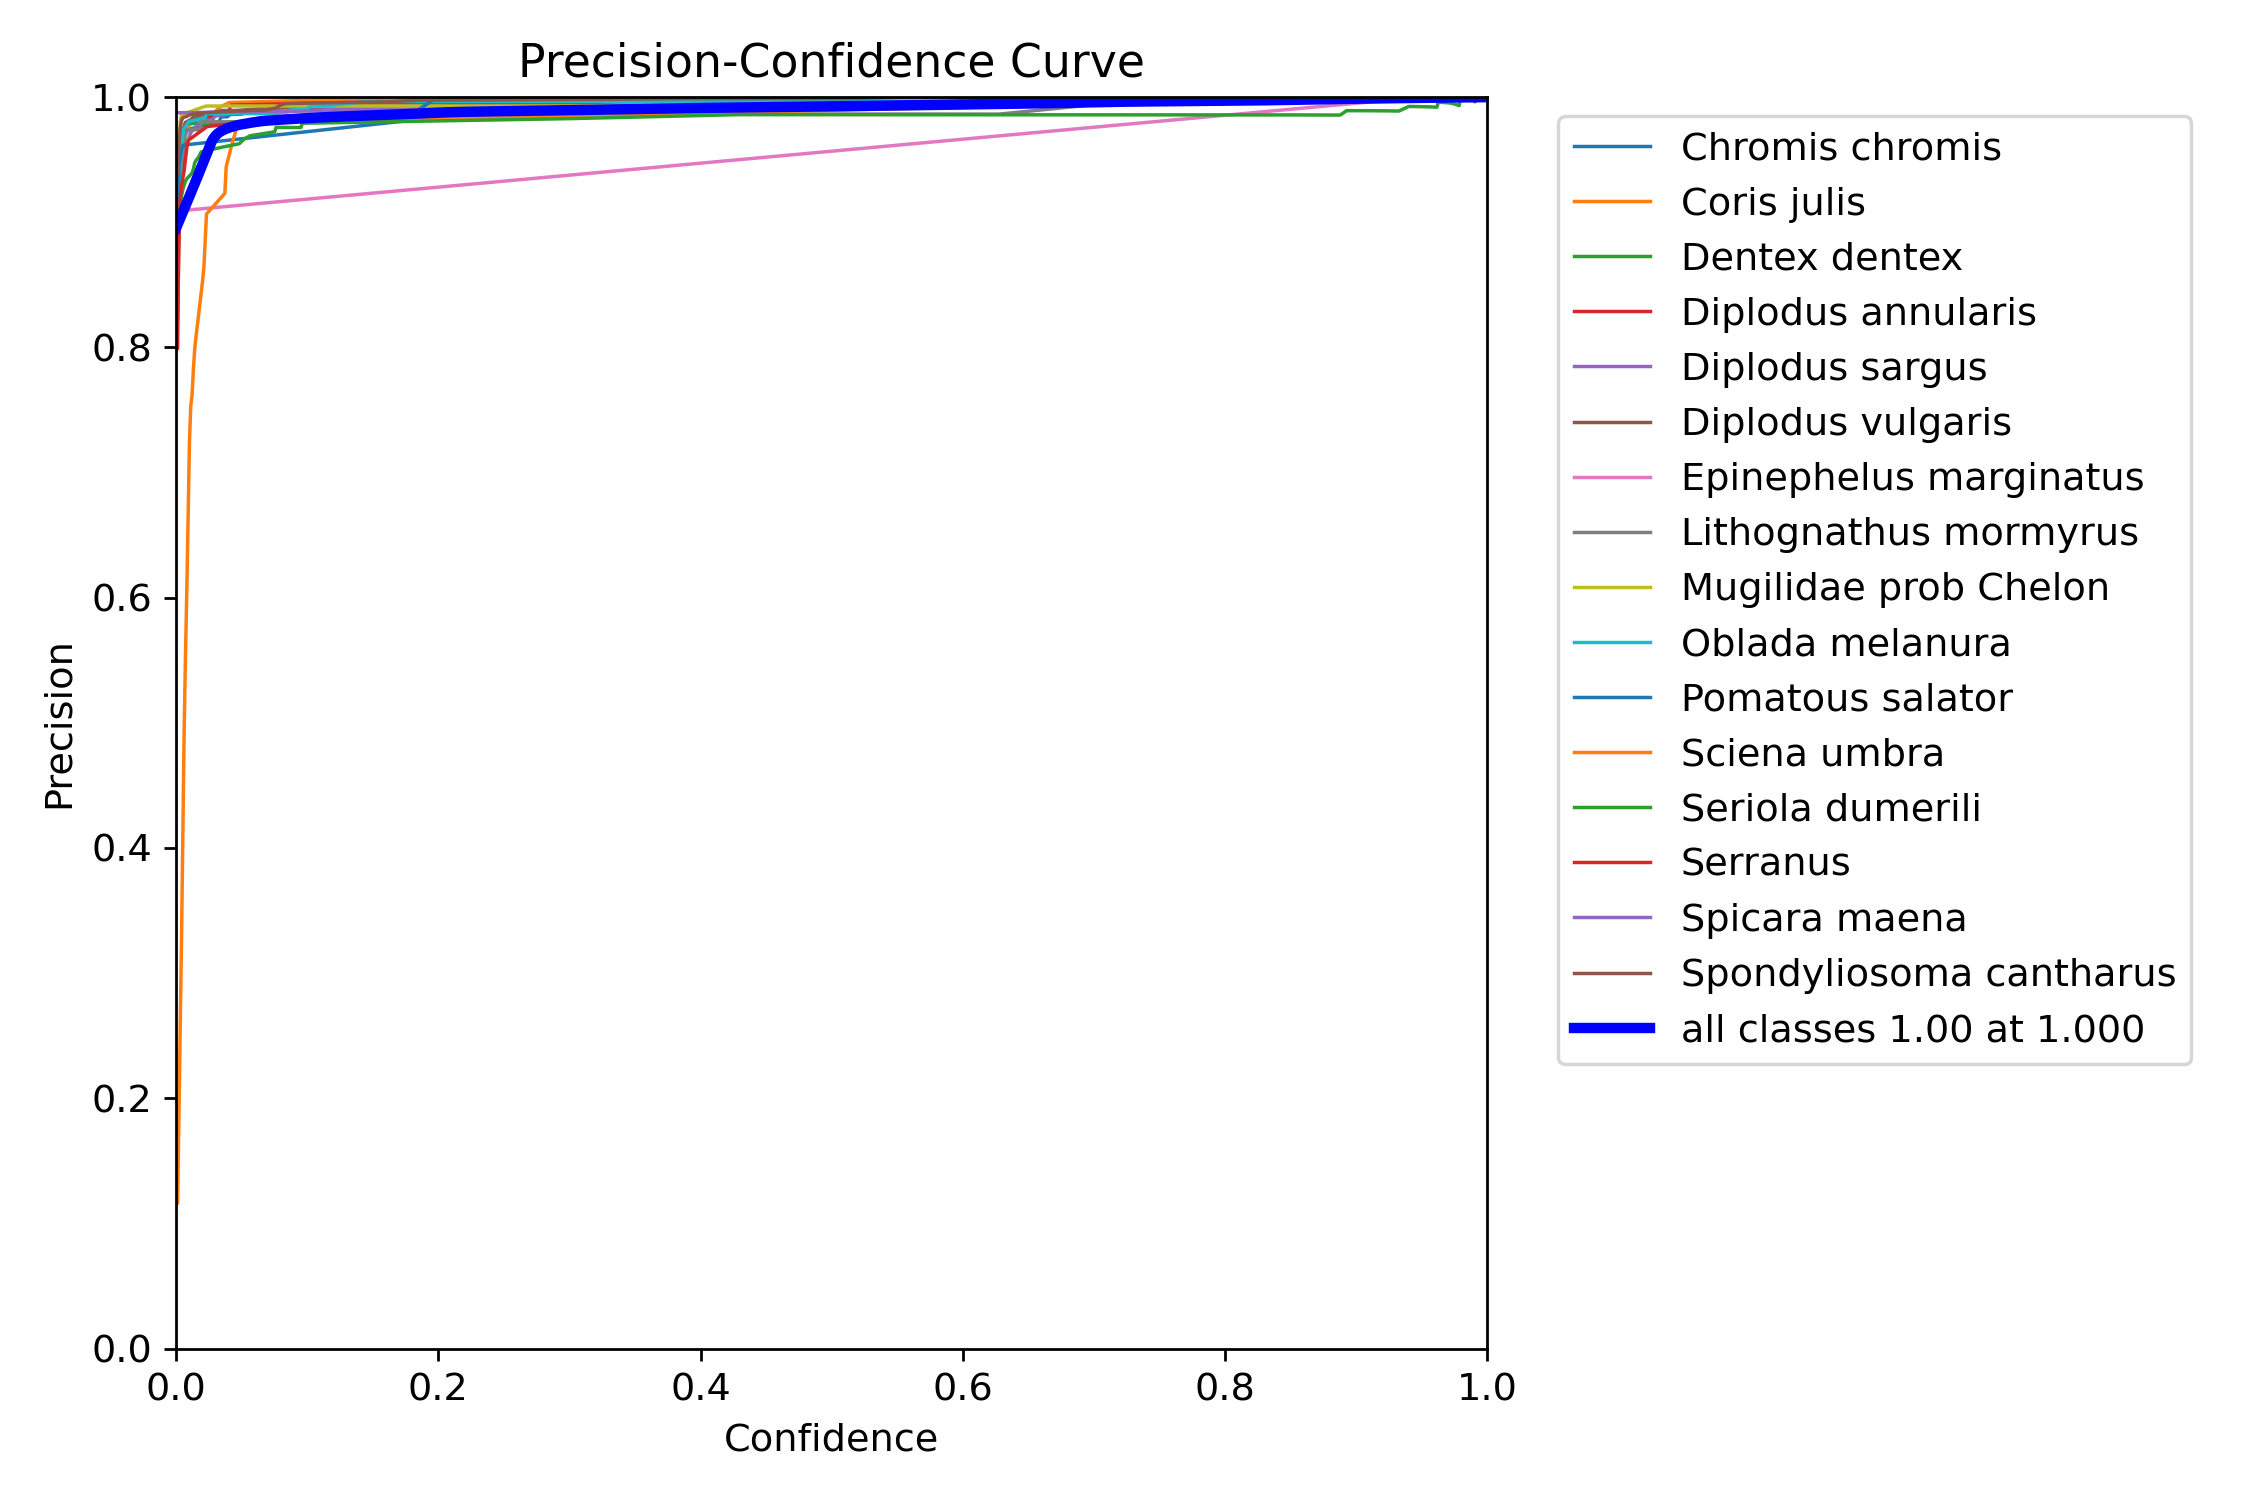 Precision-Confidence Curve
1.0
0.8
0.6
0.4
0.2
0.0
Precision
0.0 0.2 0.4 0.6 0.8 1.0
Confidence
Chromis chromis
Coris julis
Dentex dentex
Diplodus annularis
Diplodus sargus
Diplodus vulgaris
Epinephelus marginatus
Lithognathus mormyrus
Mugilidae prob Chelon
Oblada melanura
Pomatous salator
Sciena umbra
Seriola dumerili
Serranus
Spicara maena
Spondyliosoma cantharus
all classes 1.00 at 1.000